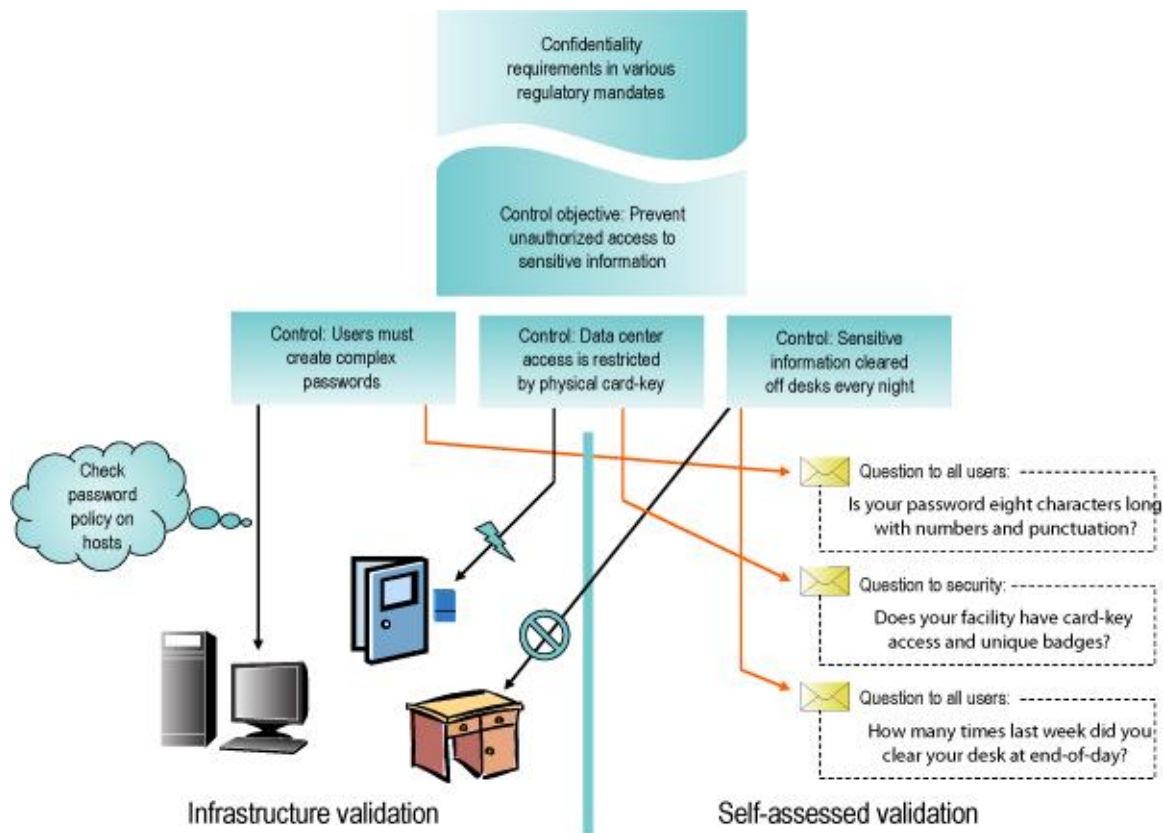 Confidentiality
requirements in various
regulatory mandates
Control objective: Prevent
unauthorized access to
sensitive information
Control: Users must
create complex
passwords
Control: Data center
access is restricted
by physical card-key
Control: Sensitive
information cleared
off desks every night
Check
password
policy on
hosts
Question to all users:
Is your password eight characters long
with numbers and punctuation?
Question to security:
Does your facility have card-key
access and unique badges?
Question to all users:
How many times last week did you
clear your desk at end-of-day?
Infrastructure validation
Self-assessed validation